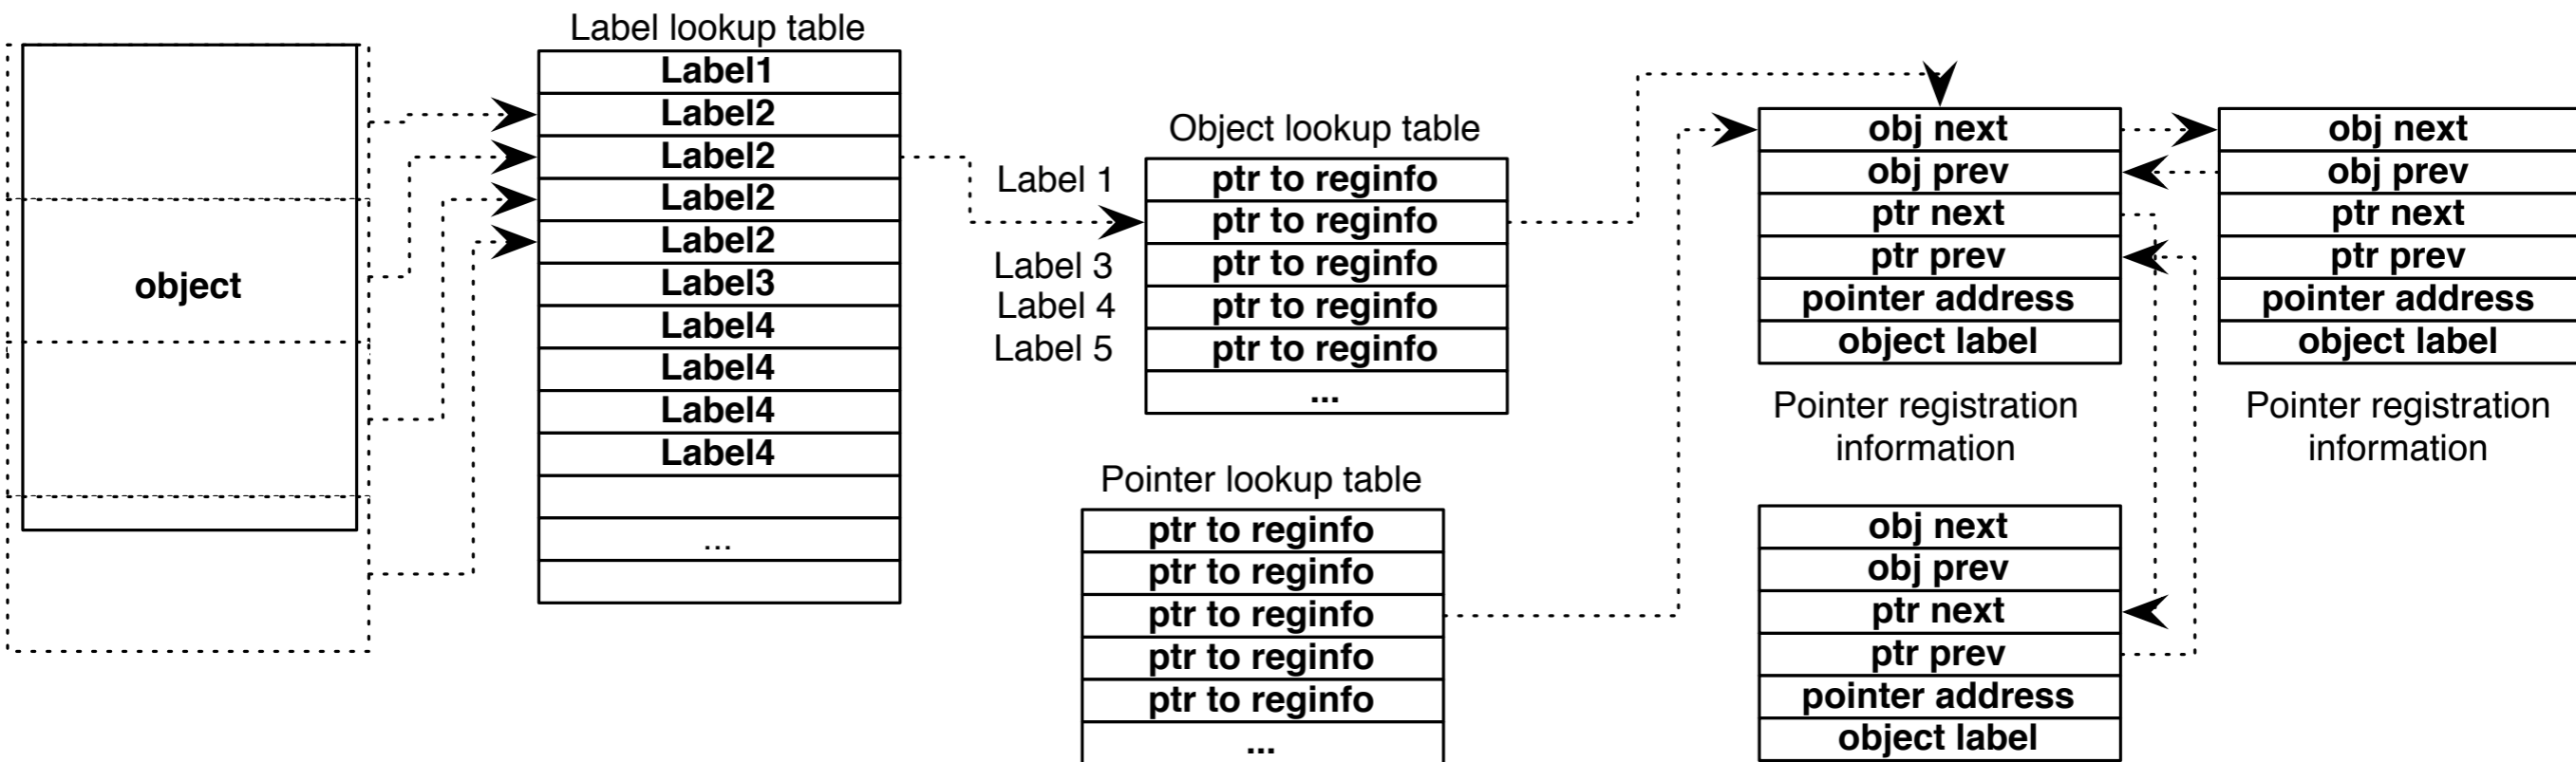 object
Label lookup table
Label1
Label2
Label2
Label2
Label2
Label3
Label4
Label4
Label4
Label4
...
Object lookup table
Label 1
ptr to reginfo
ptr to reginfo
Label 3
ptr to reginfo
Label 4
ptr to reginfo
Label 5
ptr to reginfo
...
Pointer lookup table
ptr to reginfo
ptr to reginfo
ptr to reginfo
ptr to reginfo
ptr to reginfo
...
obj next
obj prev
ptr next
ptr prev
pointer address
object label
Pointer registration
information
obj next
obj prev
ptr next
ptr prev
pointer address
object label
Pointer registration
information
obj next
obj prev
ptr next
ptr prev
pointer address
object label